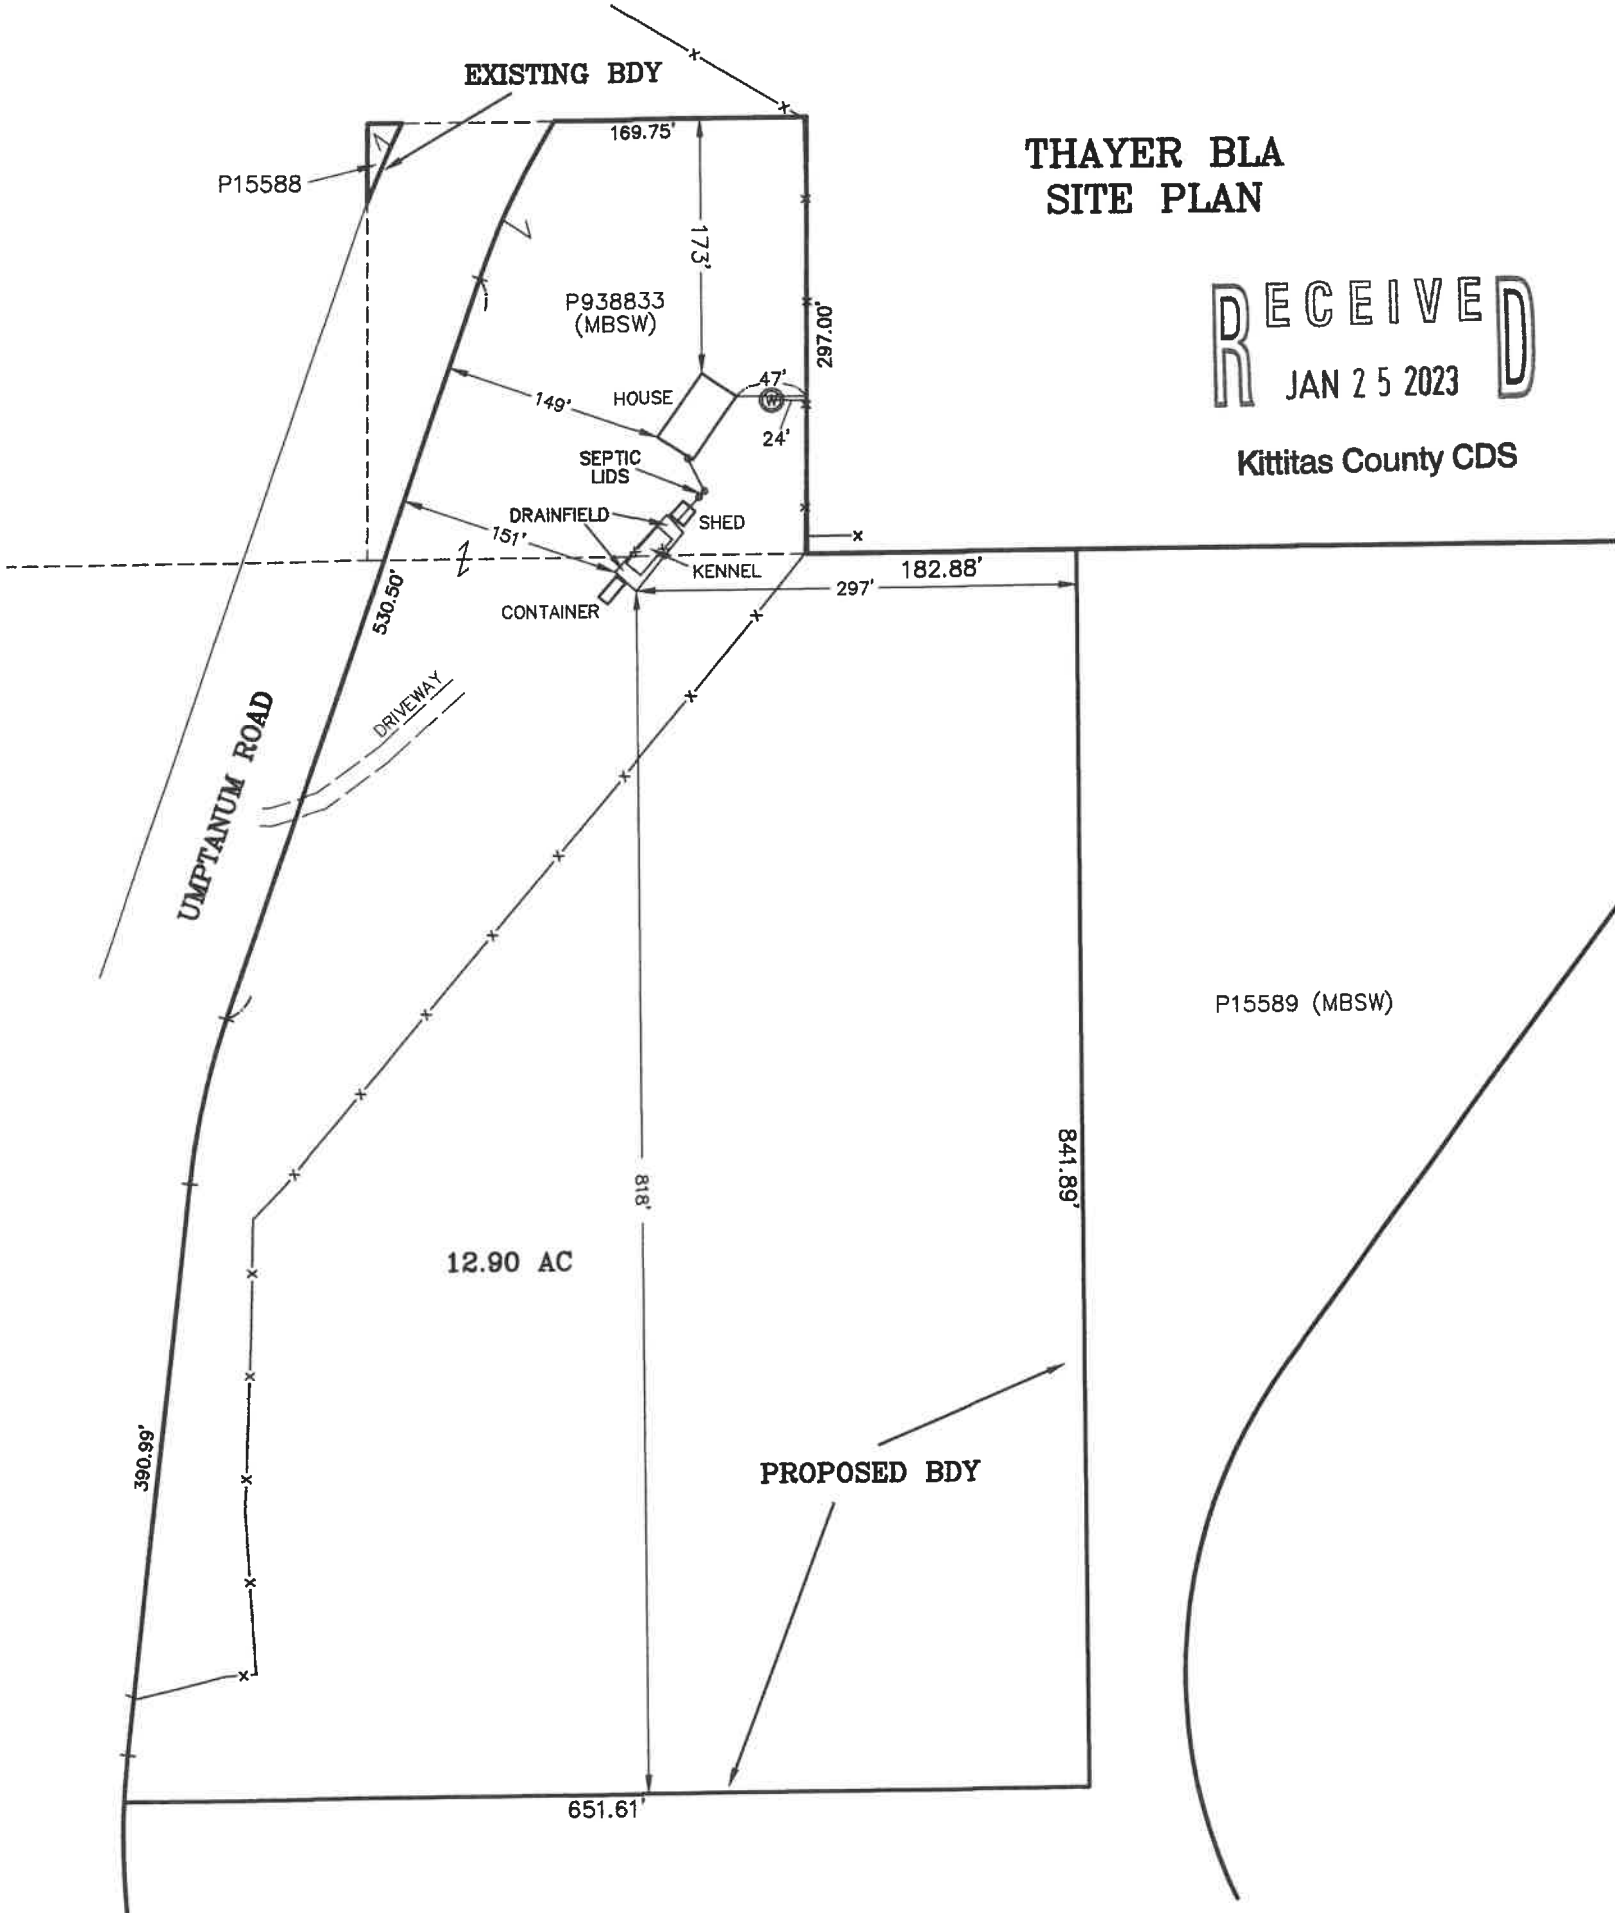 EXISTING BDY
169.75'
THAYER BLA
SITE PLAN
P15588
173'
RECEIVED
JAN 25 2023
Kittitas County CDS
P938833
(MBSW)
297.00'
47'
W
24'
149'
HOUSE
SEPTIC
LIDS
DRAINFIELD
SHED
151'
KENNEL
182.88'
297'
CONTAINER
530.50'
DRIVEWAY
UMPTANUM ROAD
P15589 (MBSW)
841.89'
818'
12.90 AC
390.99'
PROPOSED BDY
651.61'